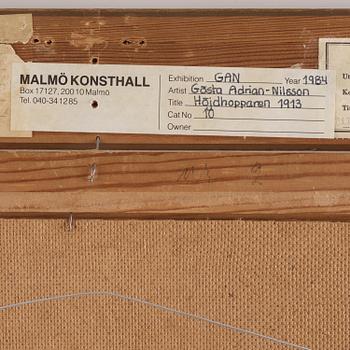 MALMÖ KONSTHALL
Box 17127, 200 10 Malmö
Tel. 040-341285
Exhibition GAN Year 1984
Artist Gösta Adrian-Nilsson
Title Höjdhopparen 1913
Cat No 10
Owner